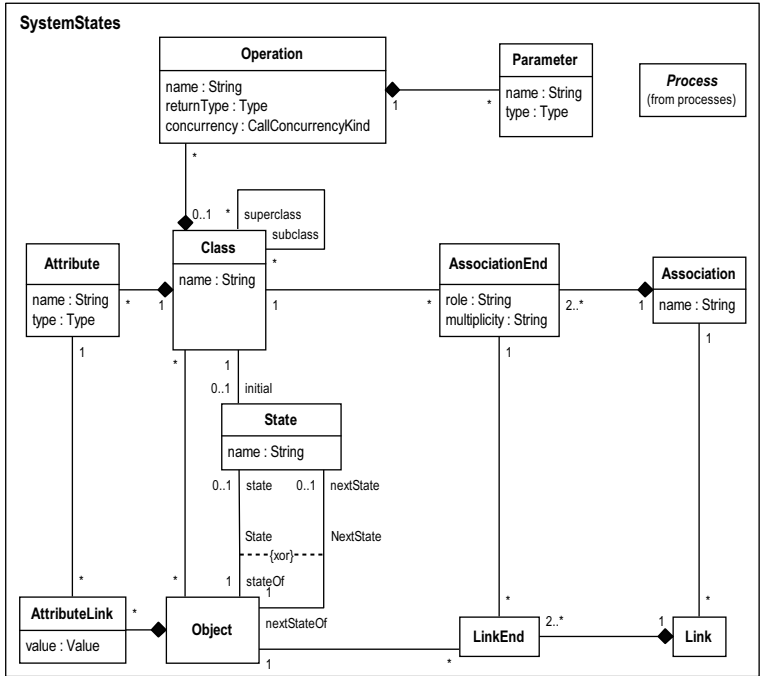 SystemStates
Operation
name : String
returnType : Type
concurrency : CallConcurrencyKind
1
*
Parameter
name : String
type : Type
Process
(from processes)
*
0..1
*
superclass
subclass
*
Class
name : String
Attribute
name : String
type : Type
*
1
1
*
AssociationEnd
role : String
multiplicity : String
2..*
1
Association
name : String
1
*
1
0..1
initial
1
1
State
name : String
0..1
state
0..1
nextState
State
NextState
{xor}
1
stateOf
1
nextStateOf
*
*
*
*
AttributeLink
value : Value
*
Object
1
*
LinkEnd
2..*
1
Link